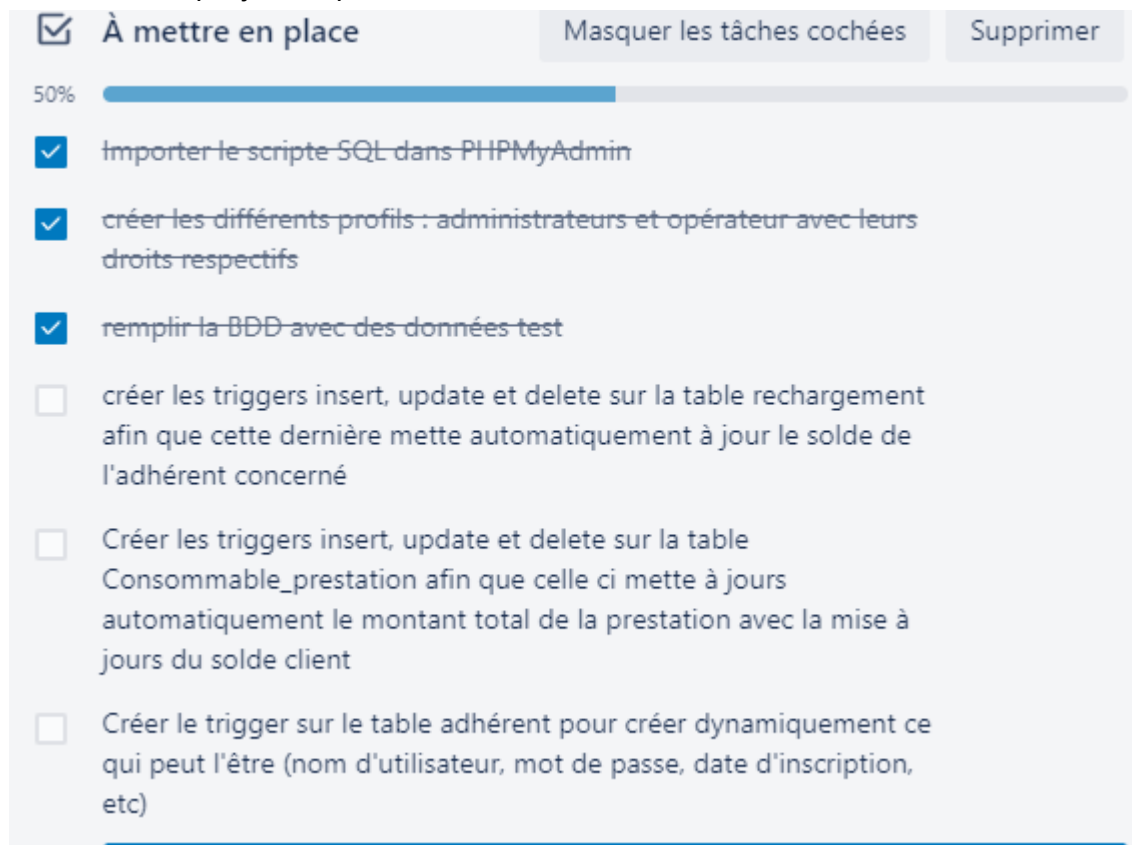 À mettre en place
Masquer les tâches cochées
Supprimer
50%
Importer le scripte SQL dans PHPMyAdmin
créer les différents profils : administrateurs et opérateur avec leurs
droits respectifs
remplir la BDD avec des données test
créer les triggers insert, update et delete sur la table rechargement
afin que cette dernière mette automatiquement à jour le solde de
l'adhérent concerné
Créer les triggers insert, update et delete sur la table
Consommable_prestation afin que celle ci mette à jours
automatiquement le montant total de la prestation avec la mise à
jours du solde client
Créer le trigger sur le table adhérent pour créer dynamiquement ce
qui peut l'être (nom d'utilisateur, mot de passe, date d'inscription,
etc)